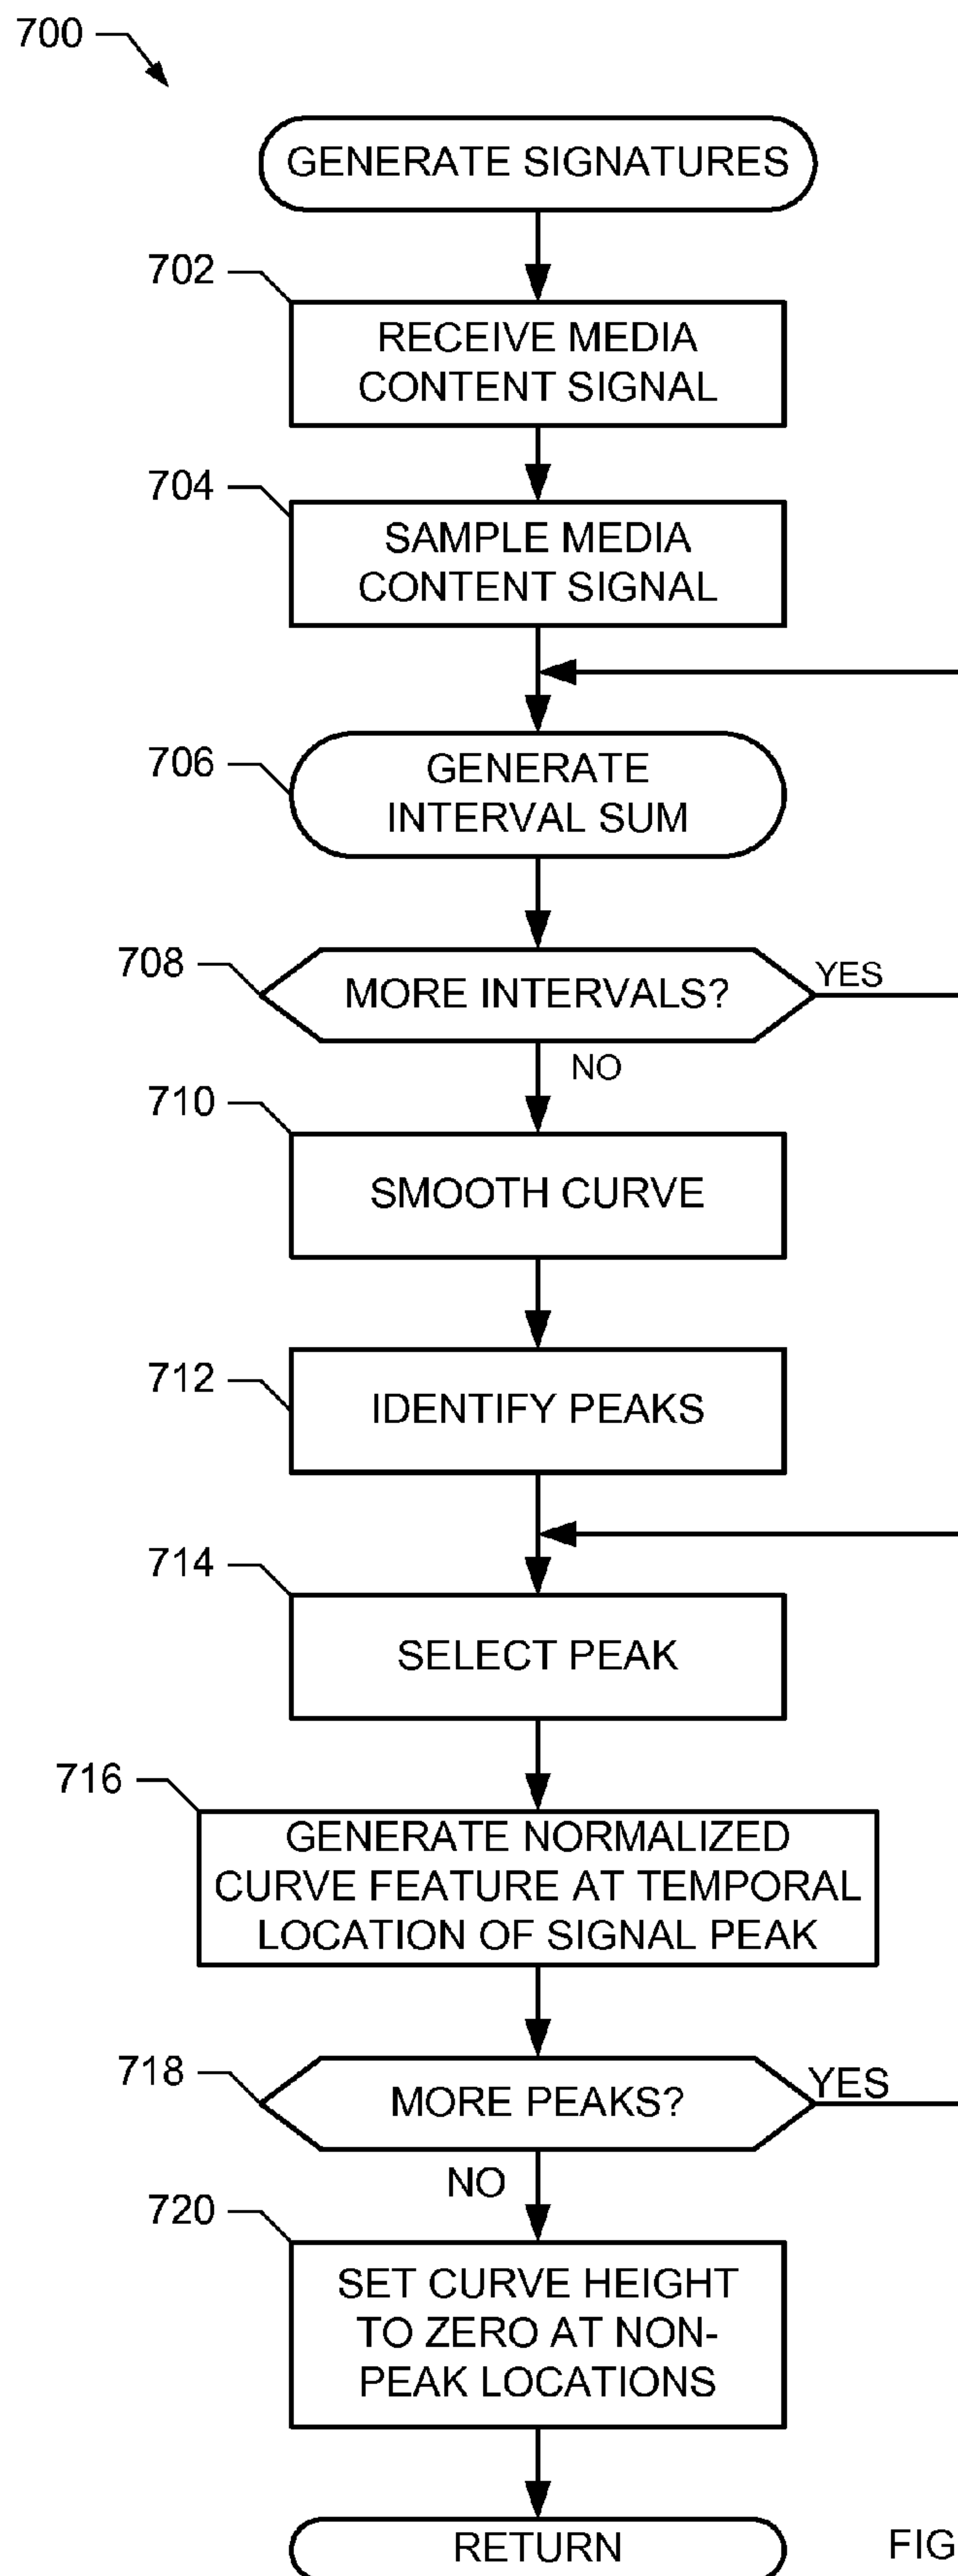 700
GENERATE SIGNATURES
702
RECEIVE MEDIA
CONTENT SIGNAL
704
SAMPLE MEDIA
CONTENT SIGNAL
706
GENERATE
INTERVAL SUM
708
MORE INTERVALS?
YES
NO
710
SMOOTH CURVE
712
IDENTIFY PEAKS
714
SELECT PEAK
716
GENERATE NORMALIZED
CURVE FEATURE AT TEMPORAL
LOCATION OF SIGNAL PEAK
718
MORE PEAKS?
YES
NO
720
SET CURVE HEIGHT
TO ZERO AT NON-
PEAK LOCATIONS
RETURN
FIG